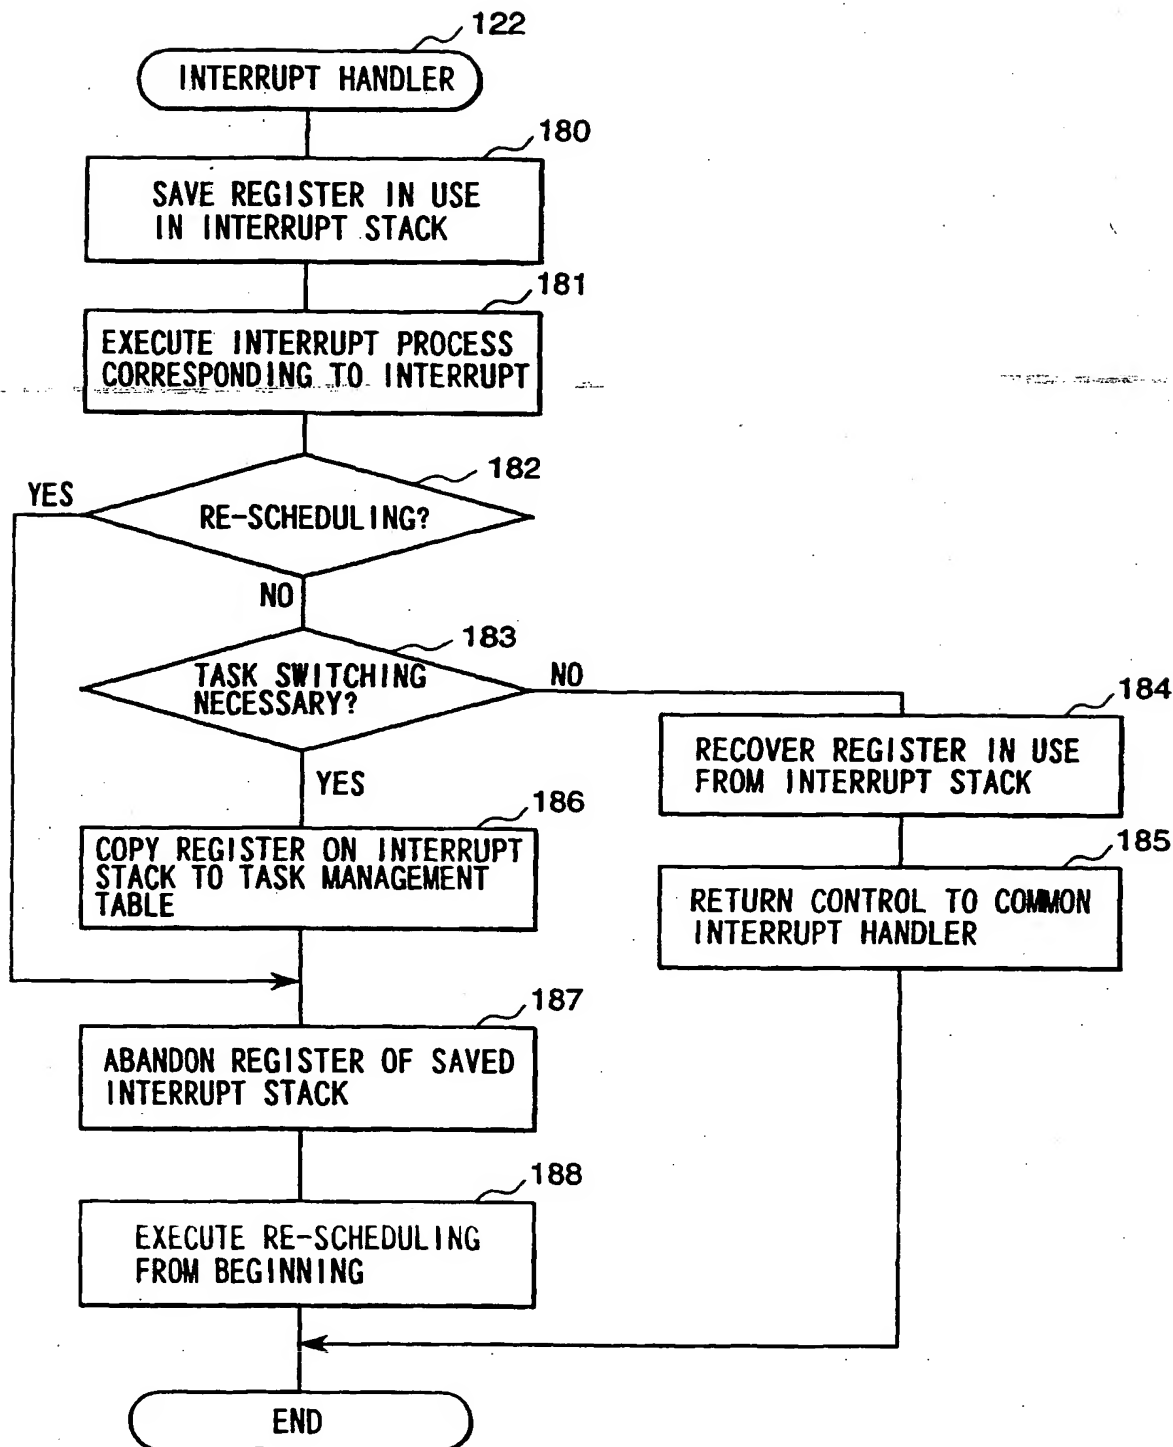 122
INTERRUPT HANDLER
180
SAVE REGISTER IN USE
IN INTERRUPT STACK
181
EXECUTE INTERRUPT PROCESS
CORRESPONDING TO INTERRUPT
182
YES
RE-SCHEDULING?
NO
183
TASK SWITCHING
NECESSARY?
NO
184
RECOVER REGISTER IN USE
FROM INTERRUPT STACK
YES
186
COPY REGISTER ON INTERRUPT
STACK TO TASK MANAGEMENT
TABLE
185
RETURN CONTROL TO COMMON
INTERRUPT HANDLER
187
ABANDON REGISTER OF SAVED
INTERRUPT STACK
188
EXECUTE RE-SCHEDULING
FROM BEGINNING
END